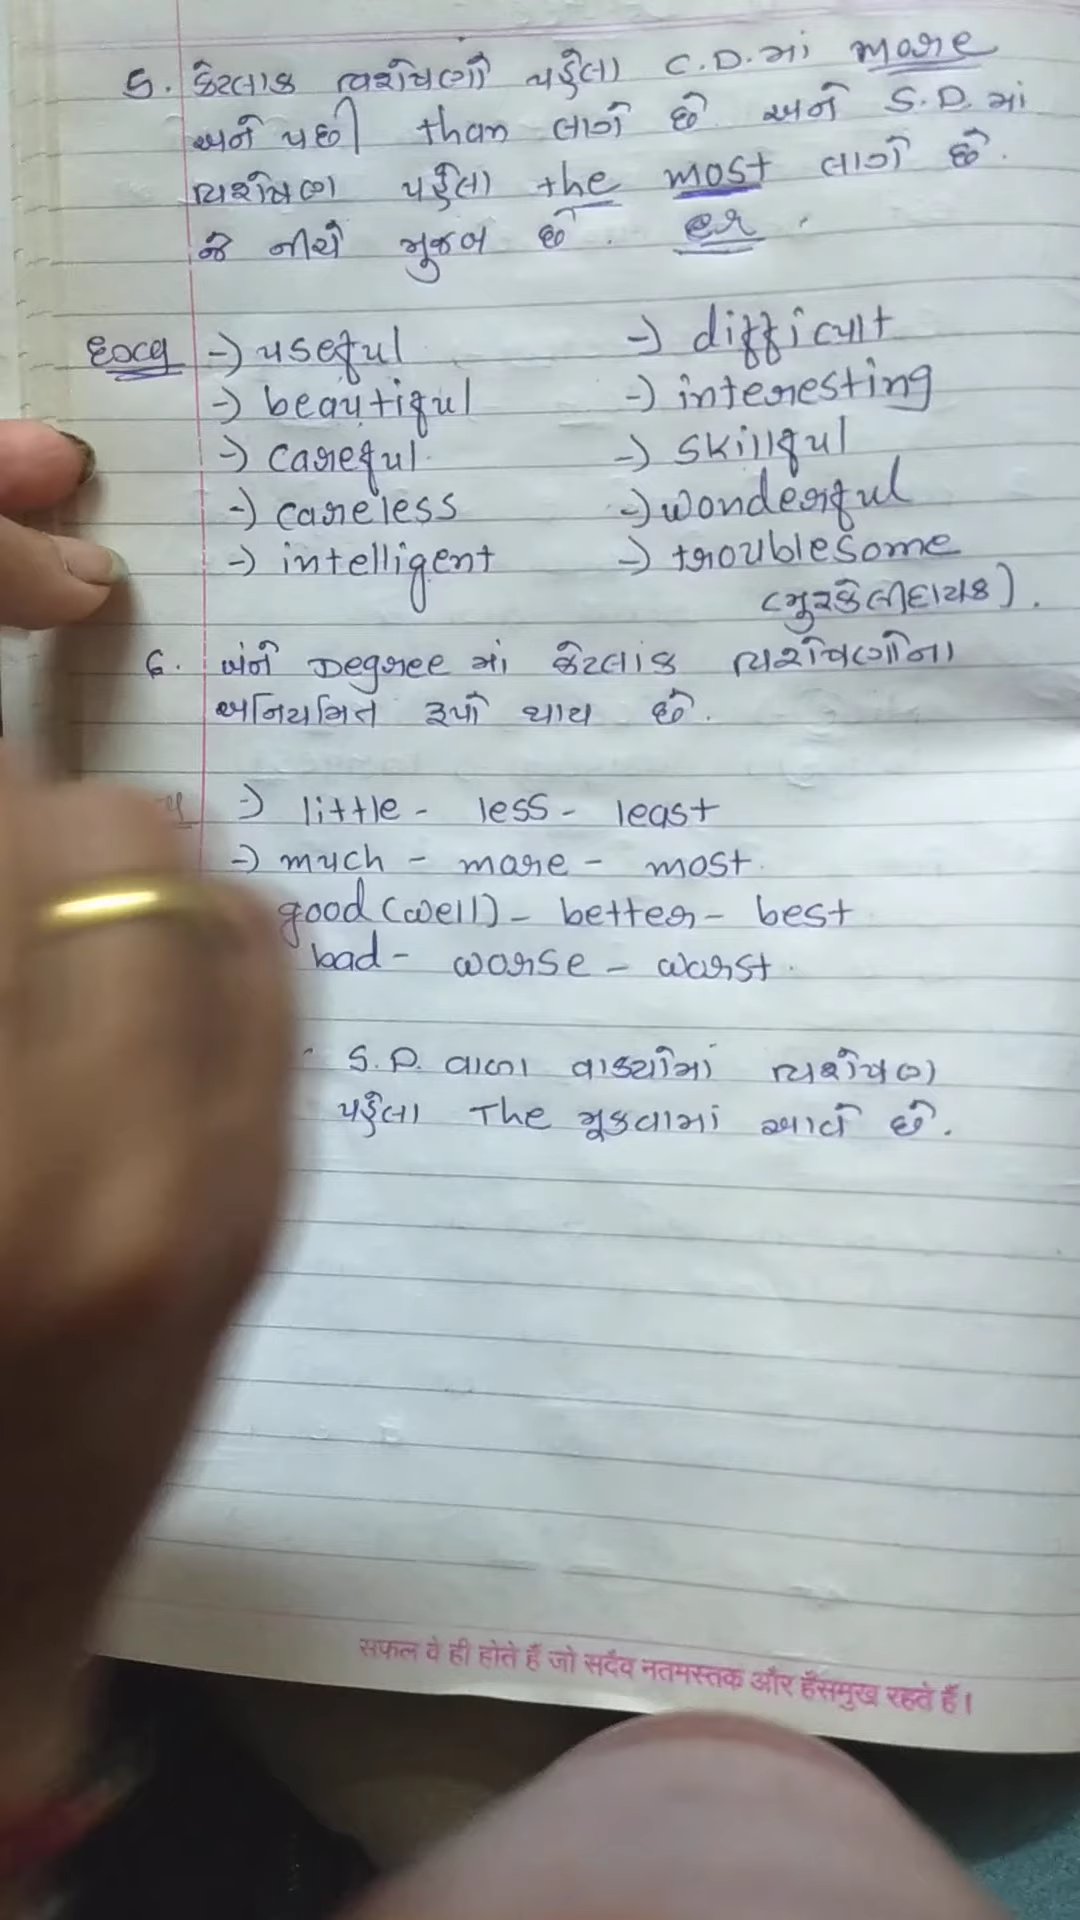 5. કેટલાક વિશેષણો પહેલા C.D.માં more
અને પછી than લાગે છે અને S.D.માં
વિશેષણ પહેલા the most લાગે છે.
જે નીચે મુજબ છે. er
→ useful → difficult
→ beautiful → interesting
→ careful → skillful
→ careless → wonderful
→ intelligent → troublesome
(મુશ્કેલીદાયક).
6. બંને Degree માં કેટલાંક વિશેષણોના
અનિયમિત રૂપો થાય છે.
→ little - less - least
→ much - more - most.
good (well) - better - best
bad - worse - worst.
S.D. વાળા વાક્યોમાં વિશેષણ
પહેલા The મૂકવામાં આવે છે.
सफल वे ही होते हैं जो सदैव नतमस्तक और हँसमुख रहते हैं।